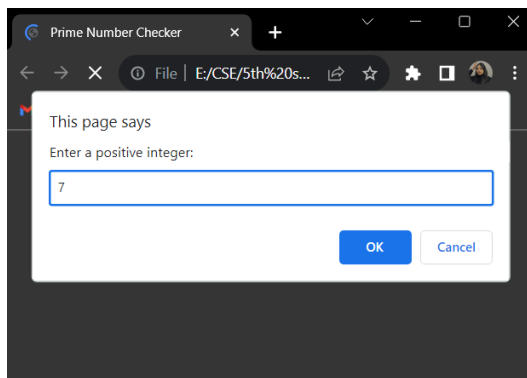 Prime Number Checker
File | E:/CSE/5th%20s...
This page says
Enter a positive integer:
7
OK Cancel